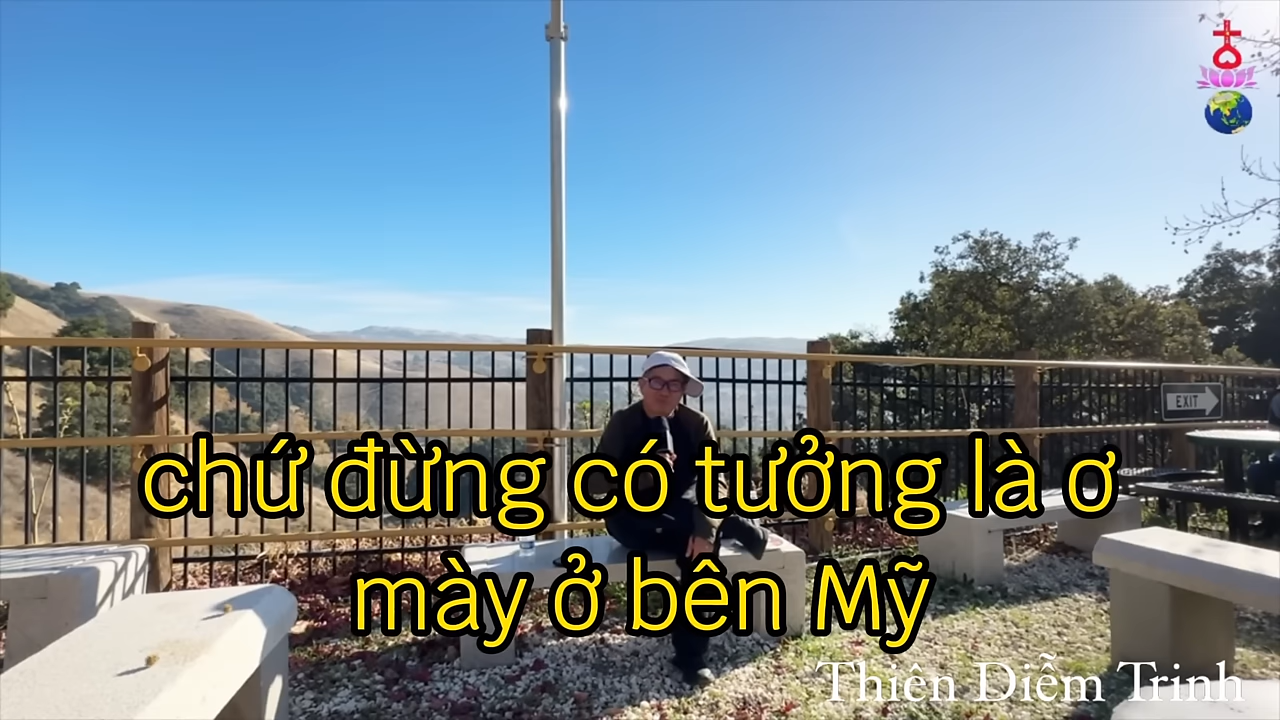 EXIT
chứ đừng có tưởng là ơ
mày ở bên Mỹ
Thiên Diễm Trinh